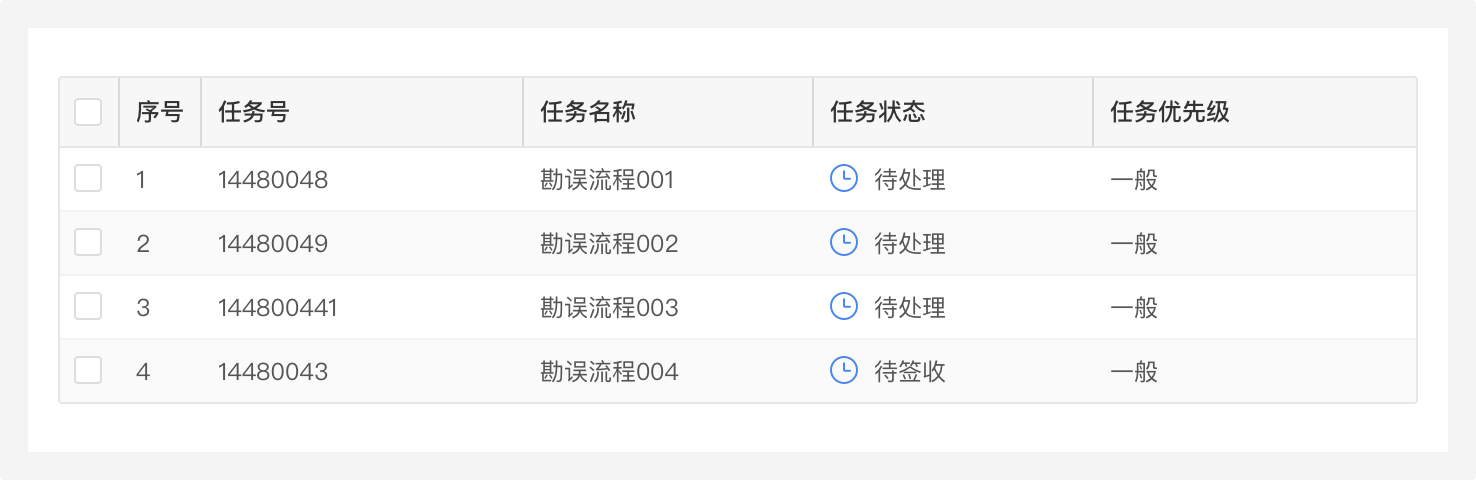 序号 任务号 任务名称 任务状态 任务优先级
1 14480048 勘误流程001 待处理 一般
2 14480049 勘误流程002 待处理 一般
3 144800441 勘误流程003 待处理 一般
4 14480043 勘误流程004 待签收 一般